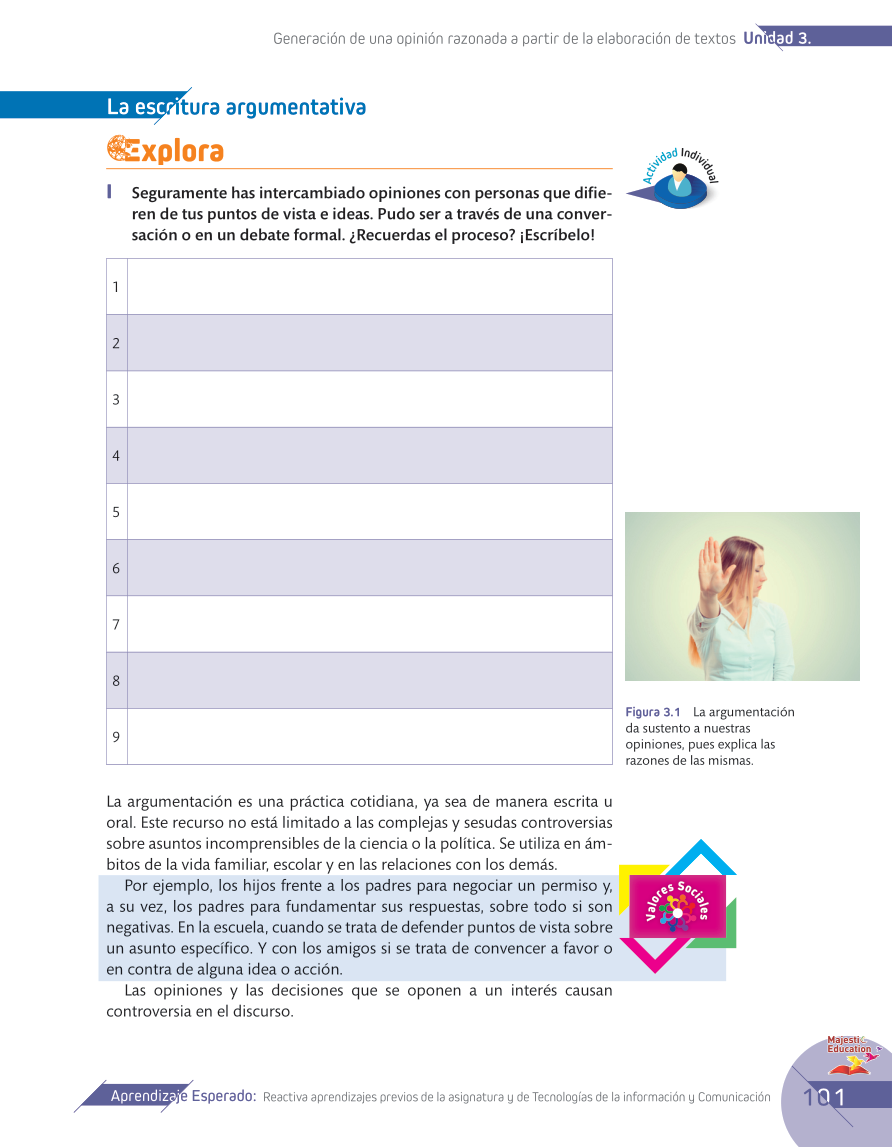 Generación de una opinión razonada a partir de la elaboración de textos Unidad 3.
La escritura argumentativa
Explora
Actividad Individual
I Seguramente has intercambiado opiniones con personas que difie-
ren de tus puntos de vista e ideas. Pudo ser a través de una conver-
sación o en un debate formal. ¿Recuerdas el proceso? ¡Escríbelo!
1
2
3
4
5
6
7
8
9
Figura 3.1 La argumentación
da sustento a nuestras
opiniones, pues explica las
razones de las mismas.
La argumentación es una práctica cotidiana, ya sea de manera escrita u
oral. Este recurso no está limitado a las complejas y sesudas controversias
sobre asuntos incomprensibles de la ciencia o la política. Se utiliza en ám-
bitos de la vida familiar, escolar y en las relaciones con los demás.
Por ejemplo, los hijos frente a los padres para negociar un permiso y,
a su vez, los padres para fundamentar sus respuestas, sobre todo si son
negativas. En la escuela, cuando se trata de defender puntos de vista sobre
un asunto específico. Y con los amigos si se trata de convencer a favor o
en contra de alguna idea o acción.
Valores Sociales
Las opiniones y las decisiones que se oponen a un interés causan
controversia en el discurso.
Majestic
Education
Aprendizaje Esperado: Reactiva aprendizajes previos de la asignatura y de Tecnologías de la información y Comunicación
101